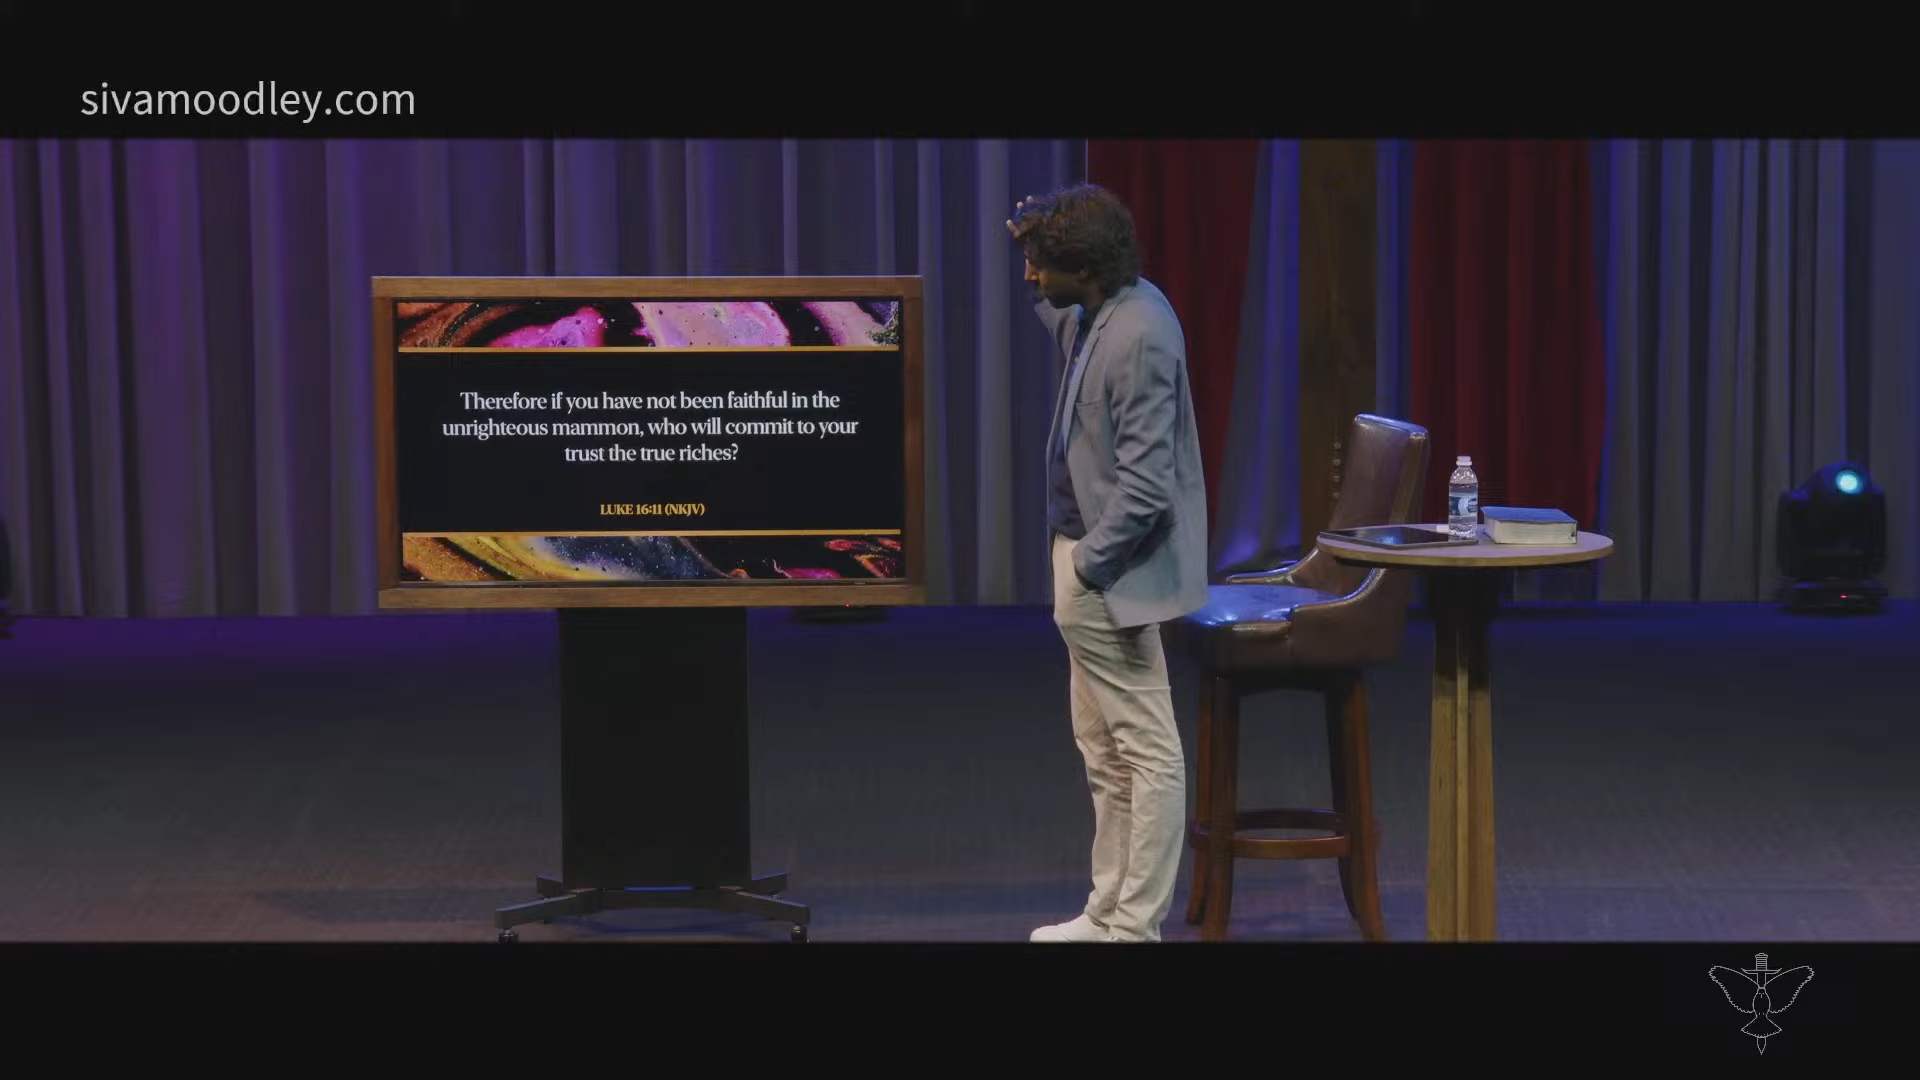 sivamoodley.com
Therefore if you have not been faithful in the
unrighteous mammon, who will commit to your
trust the true riches?
LUKE 16:11 (NKJV)